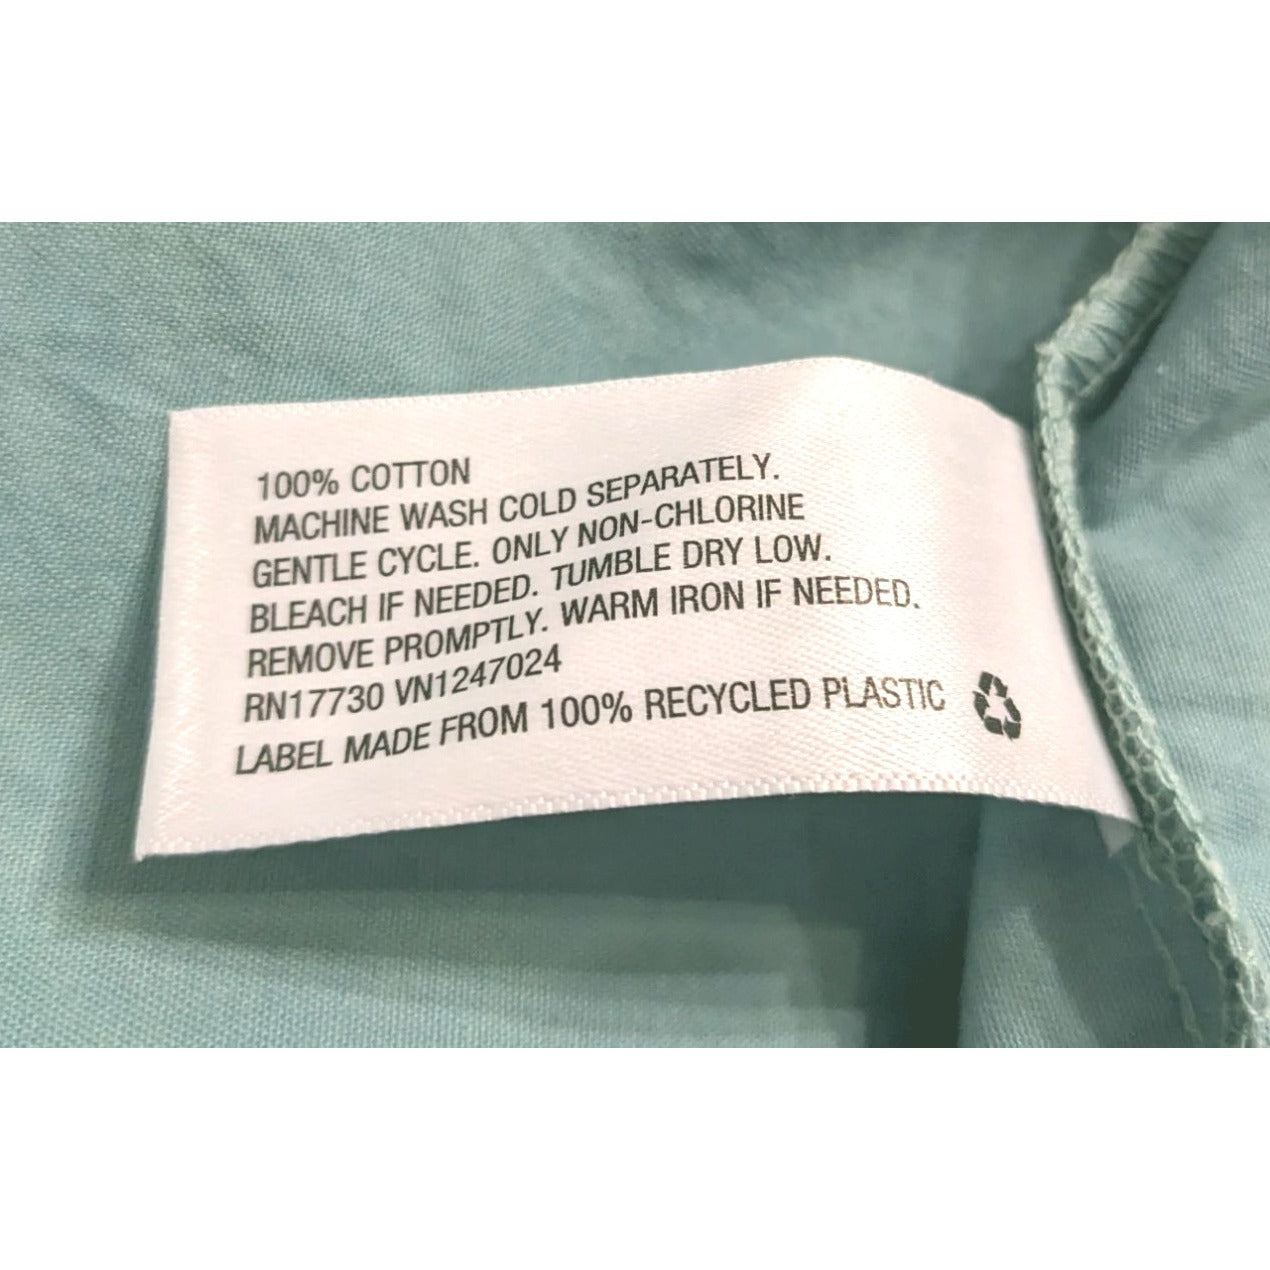 100% COTTON
MACHINE WASH COLD SEPARATELY.
GENTLE CYCLE. ONLY NON-CHLORINE
BLEACH IF NEEDED. TUMBLE DRY LOW.
REMOVE PROMPTLY. WARM IRON IF NEEDED.
RN17730 VN1247024
LABEL MADE FROM 100% RECYCLED PLASTIC